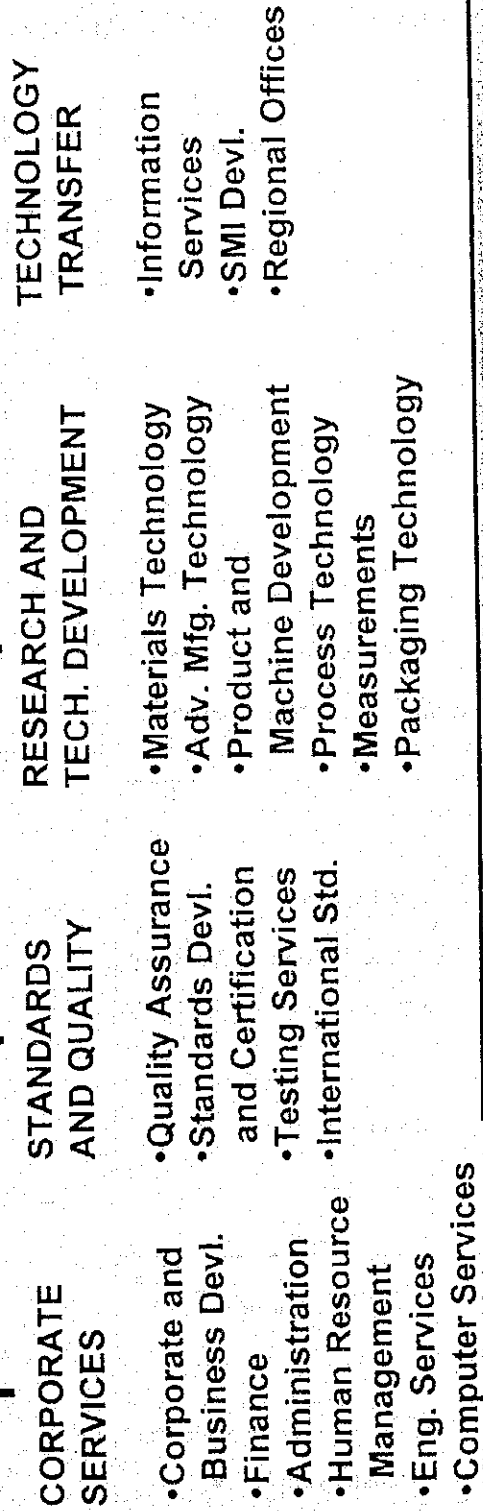 CORPORATE
SERVICES
•Corporate and
Business Devl.
•Finance
•Administration
•Human Resource
Management
•Eng. Services
•Computer Services
STANDARDS
AND QUALITY
•Quality Assurance
•Standards Devl.
and Certification
•Testing Services
•International Std.
RESEARCH AND
TECH. DEVELOPMENT
•Materials Technology
•Adv. Mfg. Technology
•Product and
Machine Development
•Process Technology
•Measurements
•Packaging Technology
TECHNOLOGY
TRANSFER
•Information
Services
•SMI Devl.
•Regional Offices